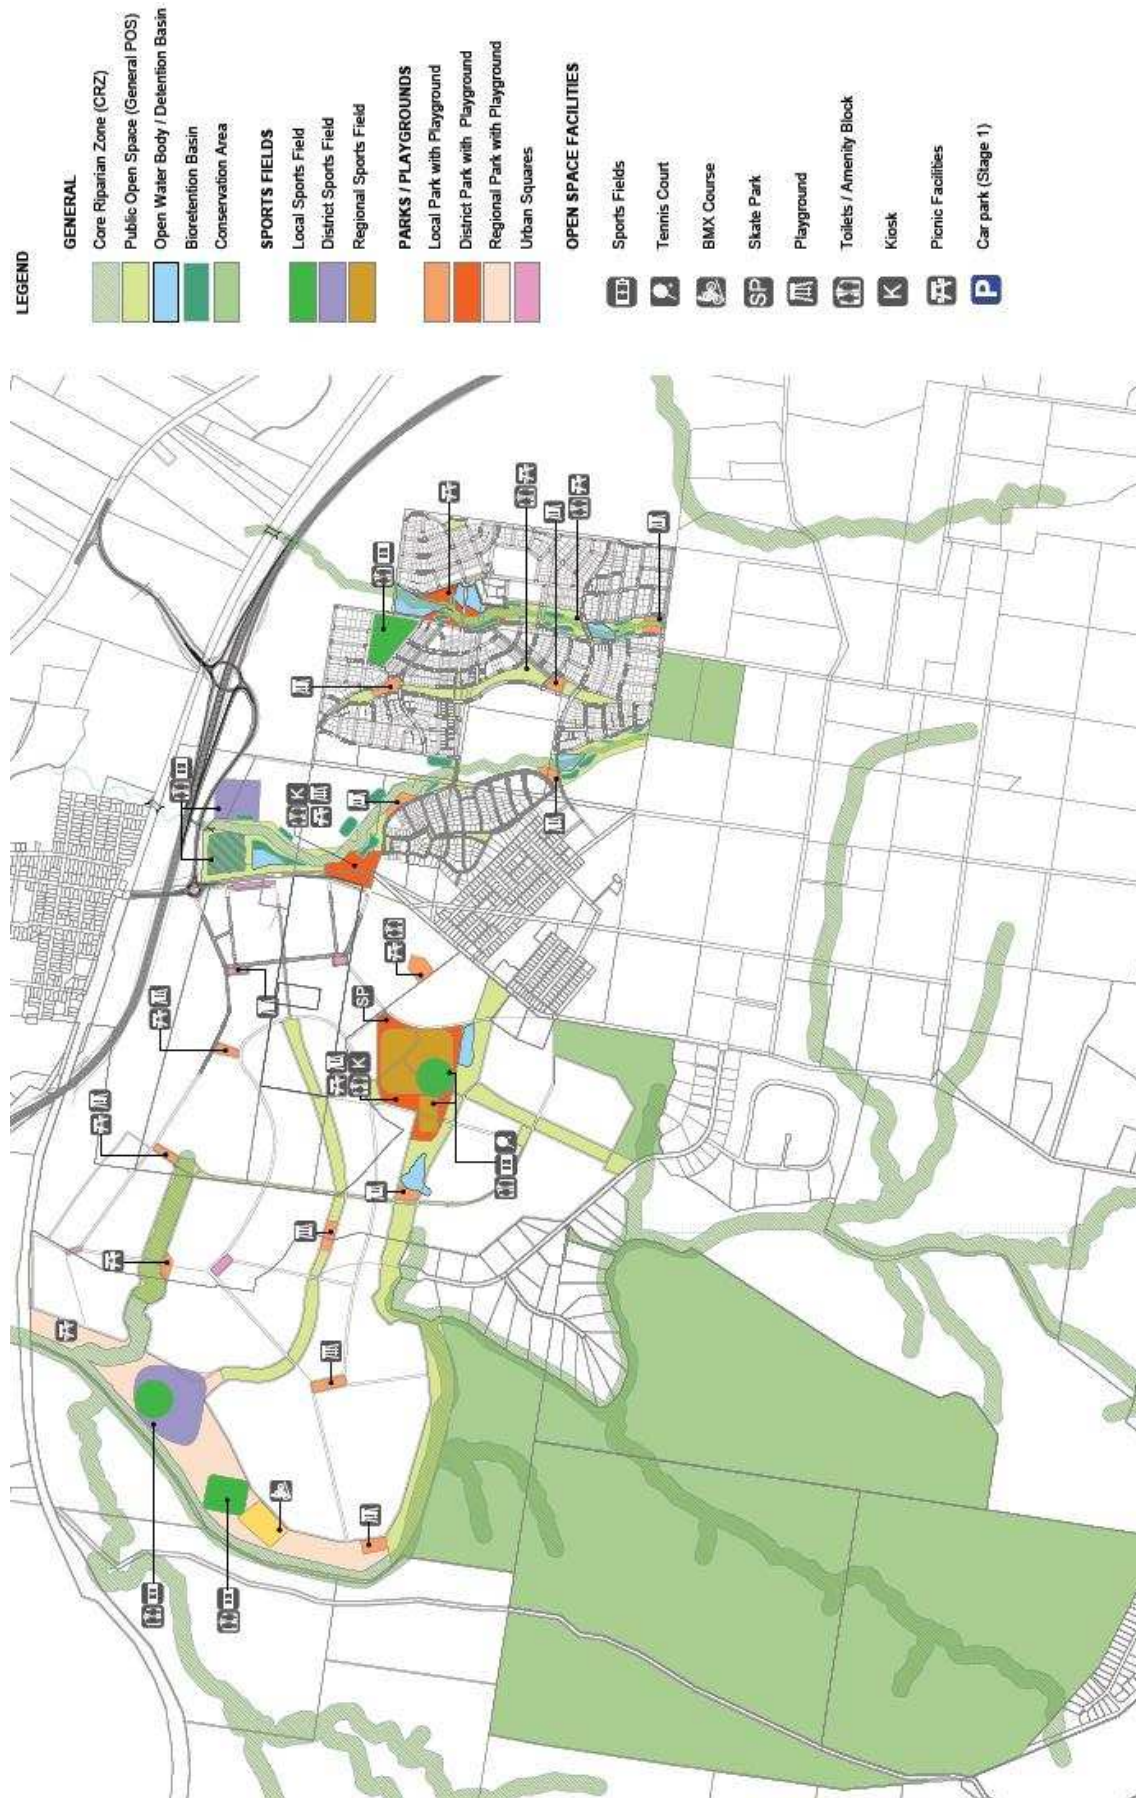 LEGEND
GENERAL
Core Riparian Zone (CRZ)
Public Open Space (General POS)
Open Water Body / Detention Basin
Bioretention Basin
Conservation Area
SPORTS FIELDS
Local Sports Field
District Sports Field
Regional Sports Field
PARKS / PLAYGROUNDS
Local Park with Playground
District Park with Playground
Regional Park with Playground
Urban Squares
OPEN SPACE FACILITIES
Sports Fields
Tennis Court
BMX Course
SP Skate Park
Playground
Toilets / Amenity Block
K Kiosk
Picnic Facilities
P Car park (Stage 1)
K
SP
K